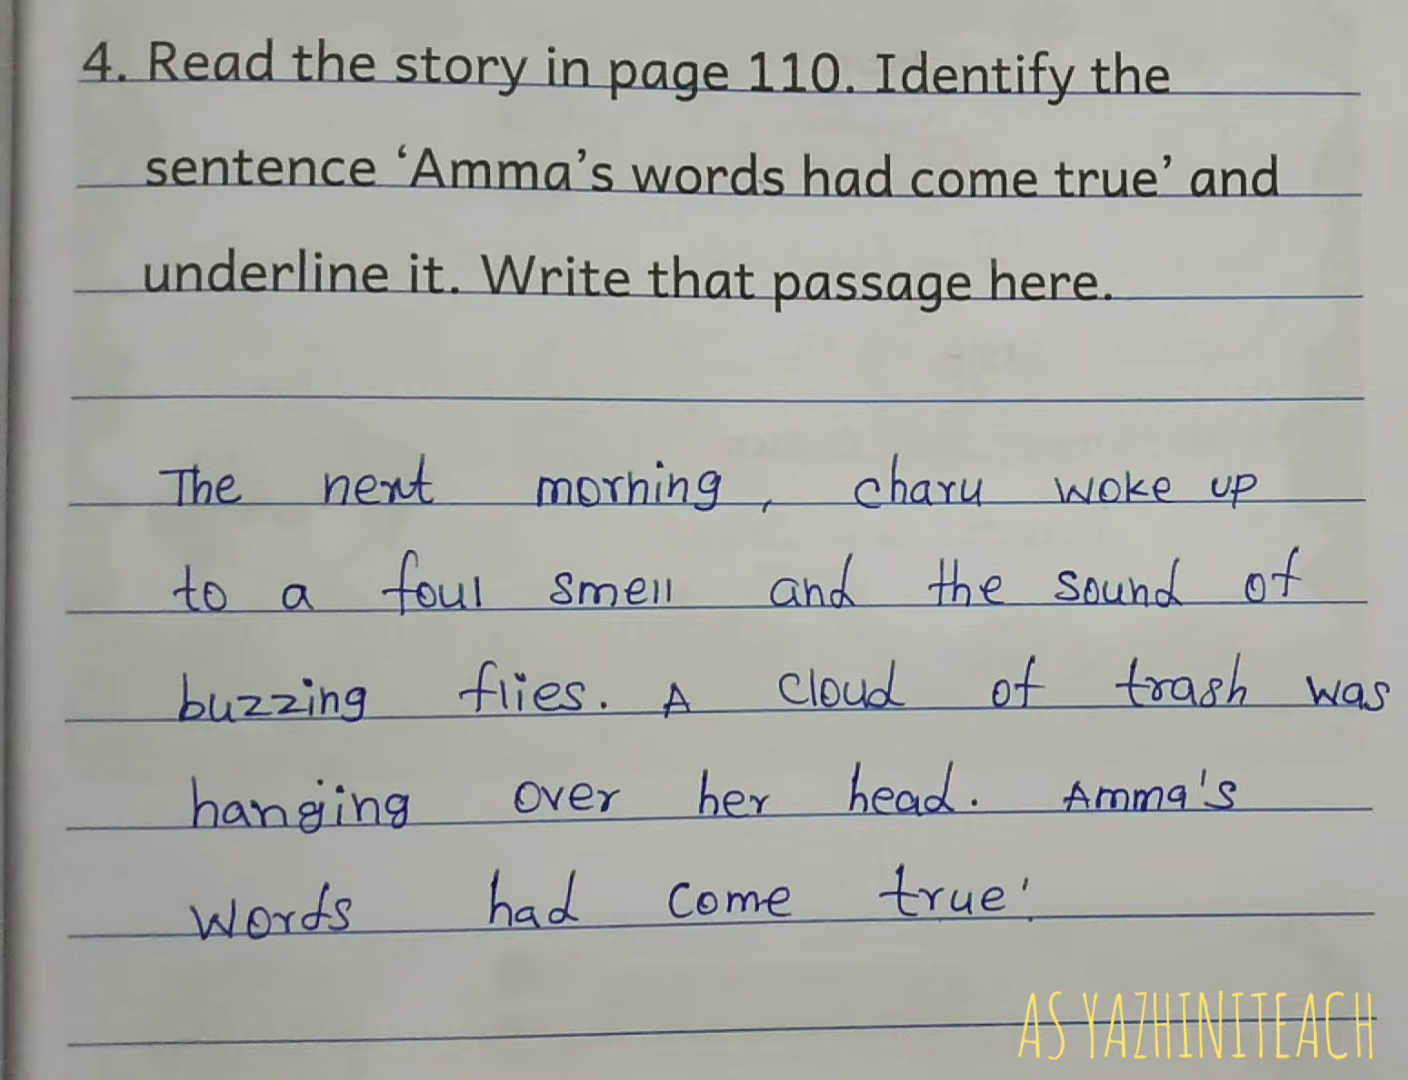 4. Read the story in page 110. Identify the
sentence ‘Amma’s words had come true’ and
underline it. Write that passage here.
The next morning, charu woke up
to a foul smell and the sound of
buzzing flies. A cloud of trash was
hanging over her head. Amma's
words had come true'
AS YAZHINITEACH